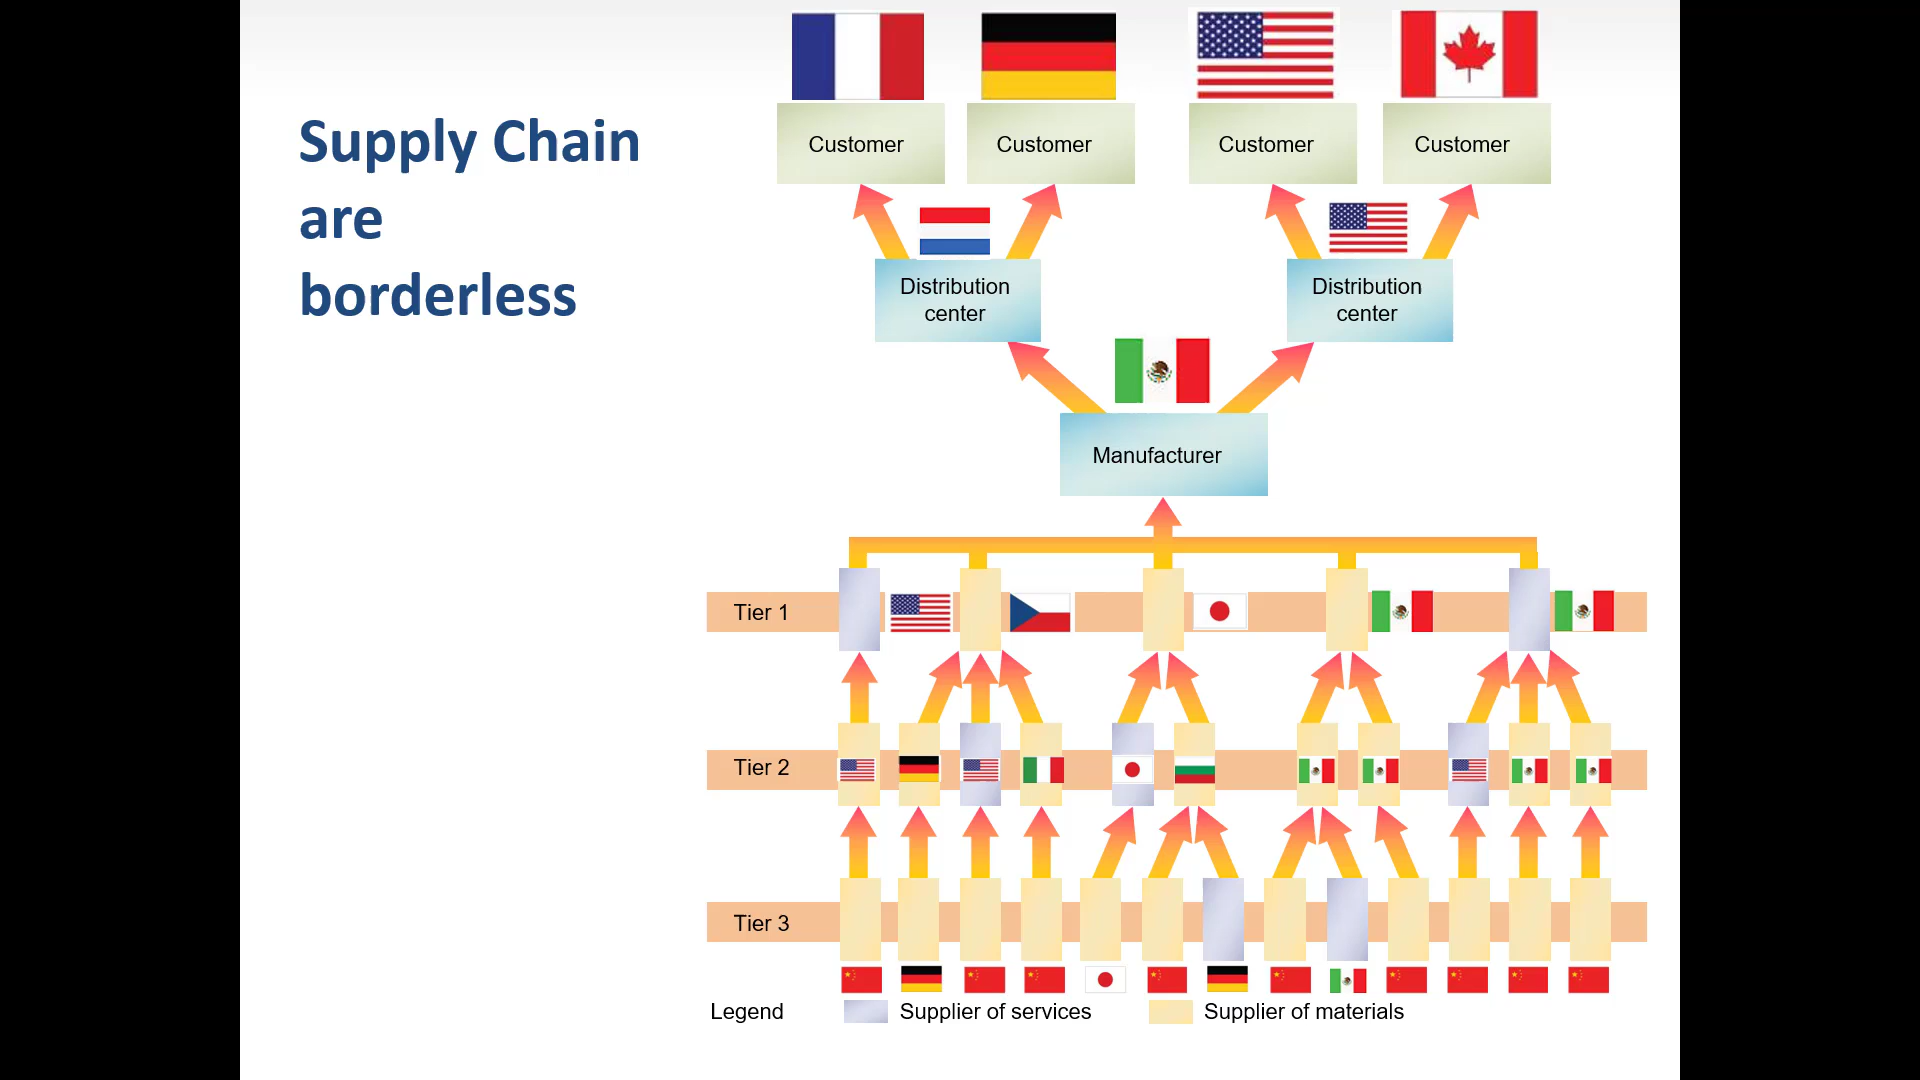 Supply Chain
are
borderless
Customer
Customer
Customer
Customer
Distribution
center
Distribution
center
Manufacturer
Tier 1
Tier 2
Tier 3
Legend
Supplier of services
Supplier of materials